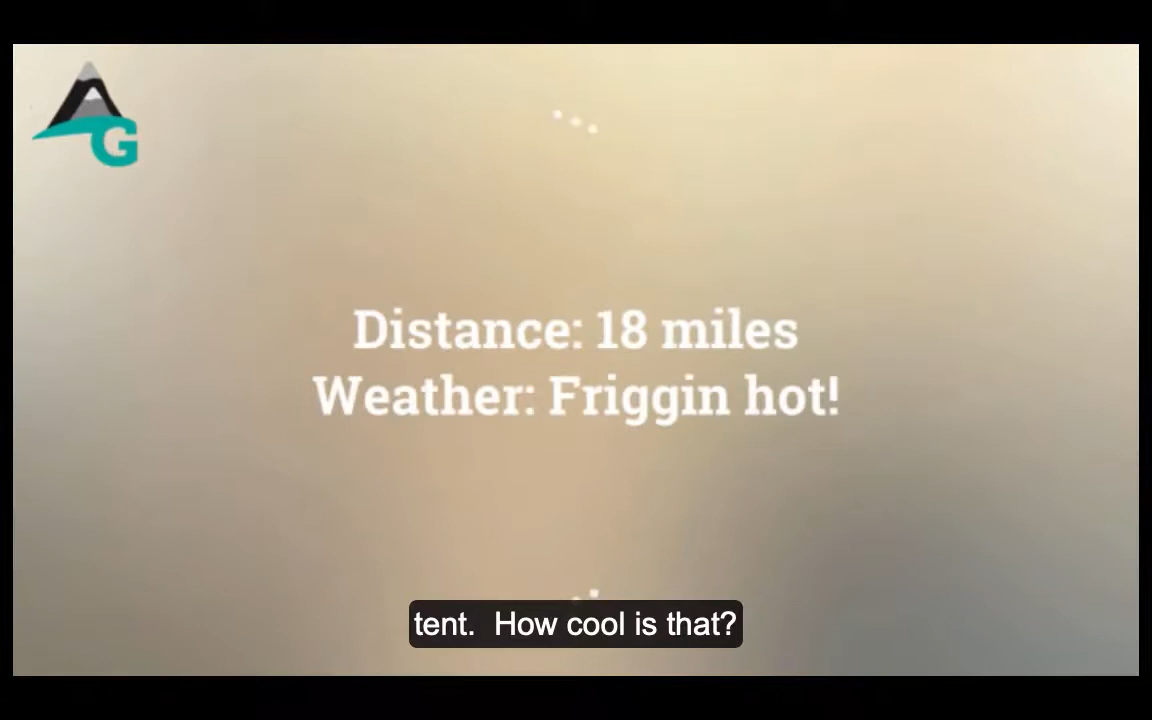 G
Distance: 18 miles
Weather: Friggin hot!
tent.  How cool is that?